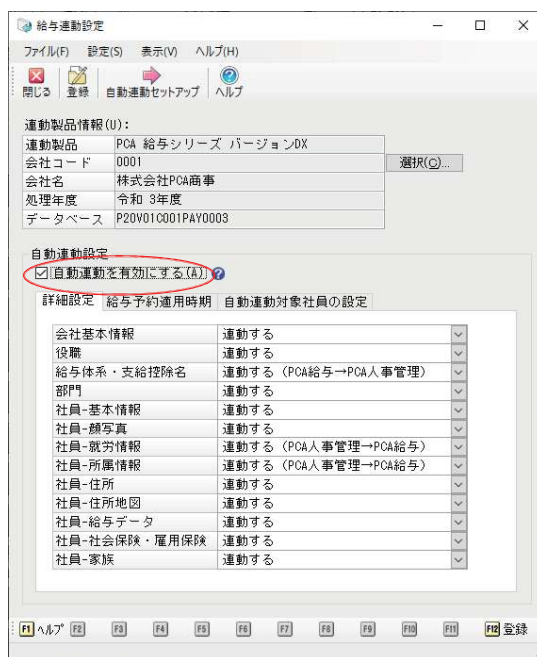 給与連動設定
ファイル(F) 設定(S) 表示(V) ヘルプ(H)
閉じる 登録 自動連動セットアップ ヘルプ
連動製品情報(U):
連動製品 PCA 給与シリーズ バージョンDX
会社コード 0001 選択(C)...
会社名 株式会社PCA商事
処理年度 令和 3年度
データベース P20V01C001PAY0003
自動連動設定
自動連動を有効にする(A)
詳細設定 給与予約適用時期 自動連動対象社員の設定
会社基本情報 連動する
役職 連動する
給与体系・支給控除名 連動する (PCA給与→PCA人事管理)
部門 連動する
社員-基本情報 連動する
社員-顔写真 連動する
社員-就労情報 連動する (PCA人事管理→PCA給与)
社員-所属情報 連動する (PCA人事管理→PCA給与)
社員-住所 連動する
社員-住所地図 連動する
社員-給与データ 連動する
社員-社会保険・雇用保険 連動する
社員-家族 連動する
F1 ヘルプ F2 F3 F4 F5 F6 F7 F8 F9 F10 F11 F12 登録